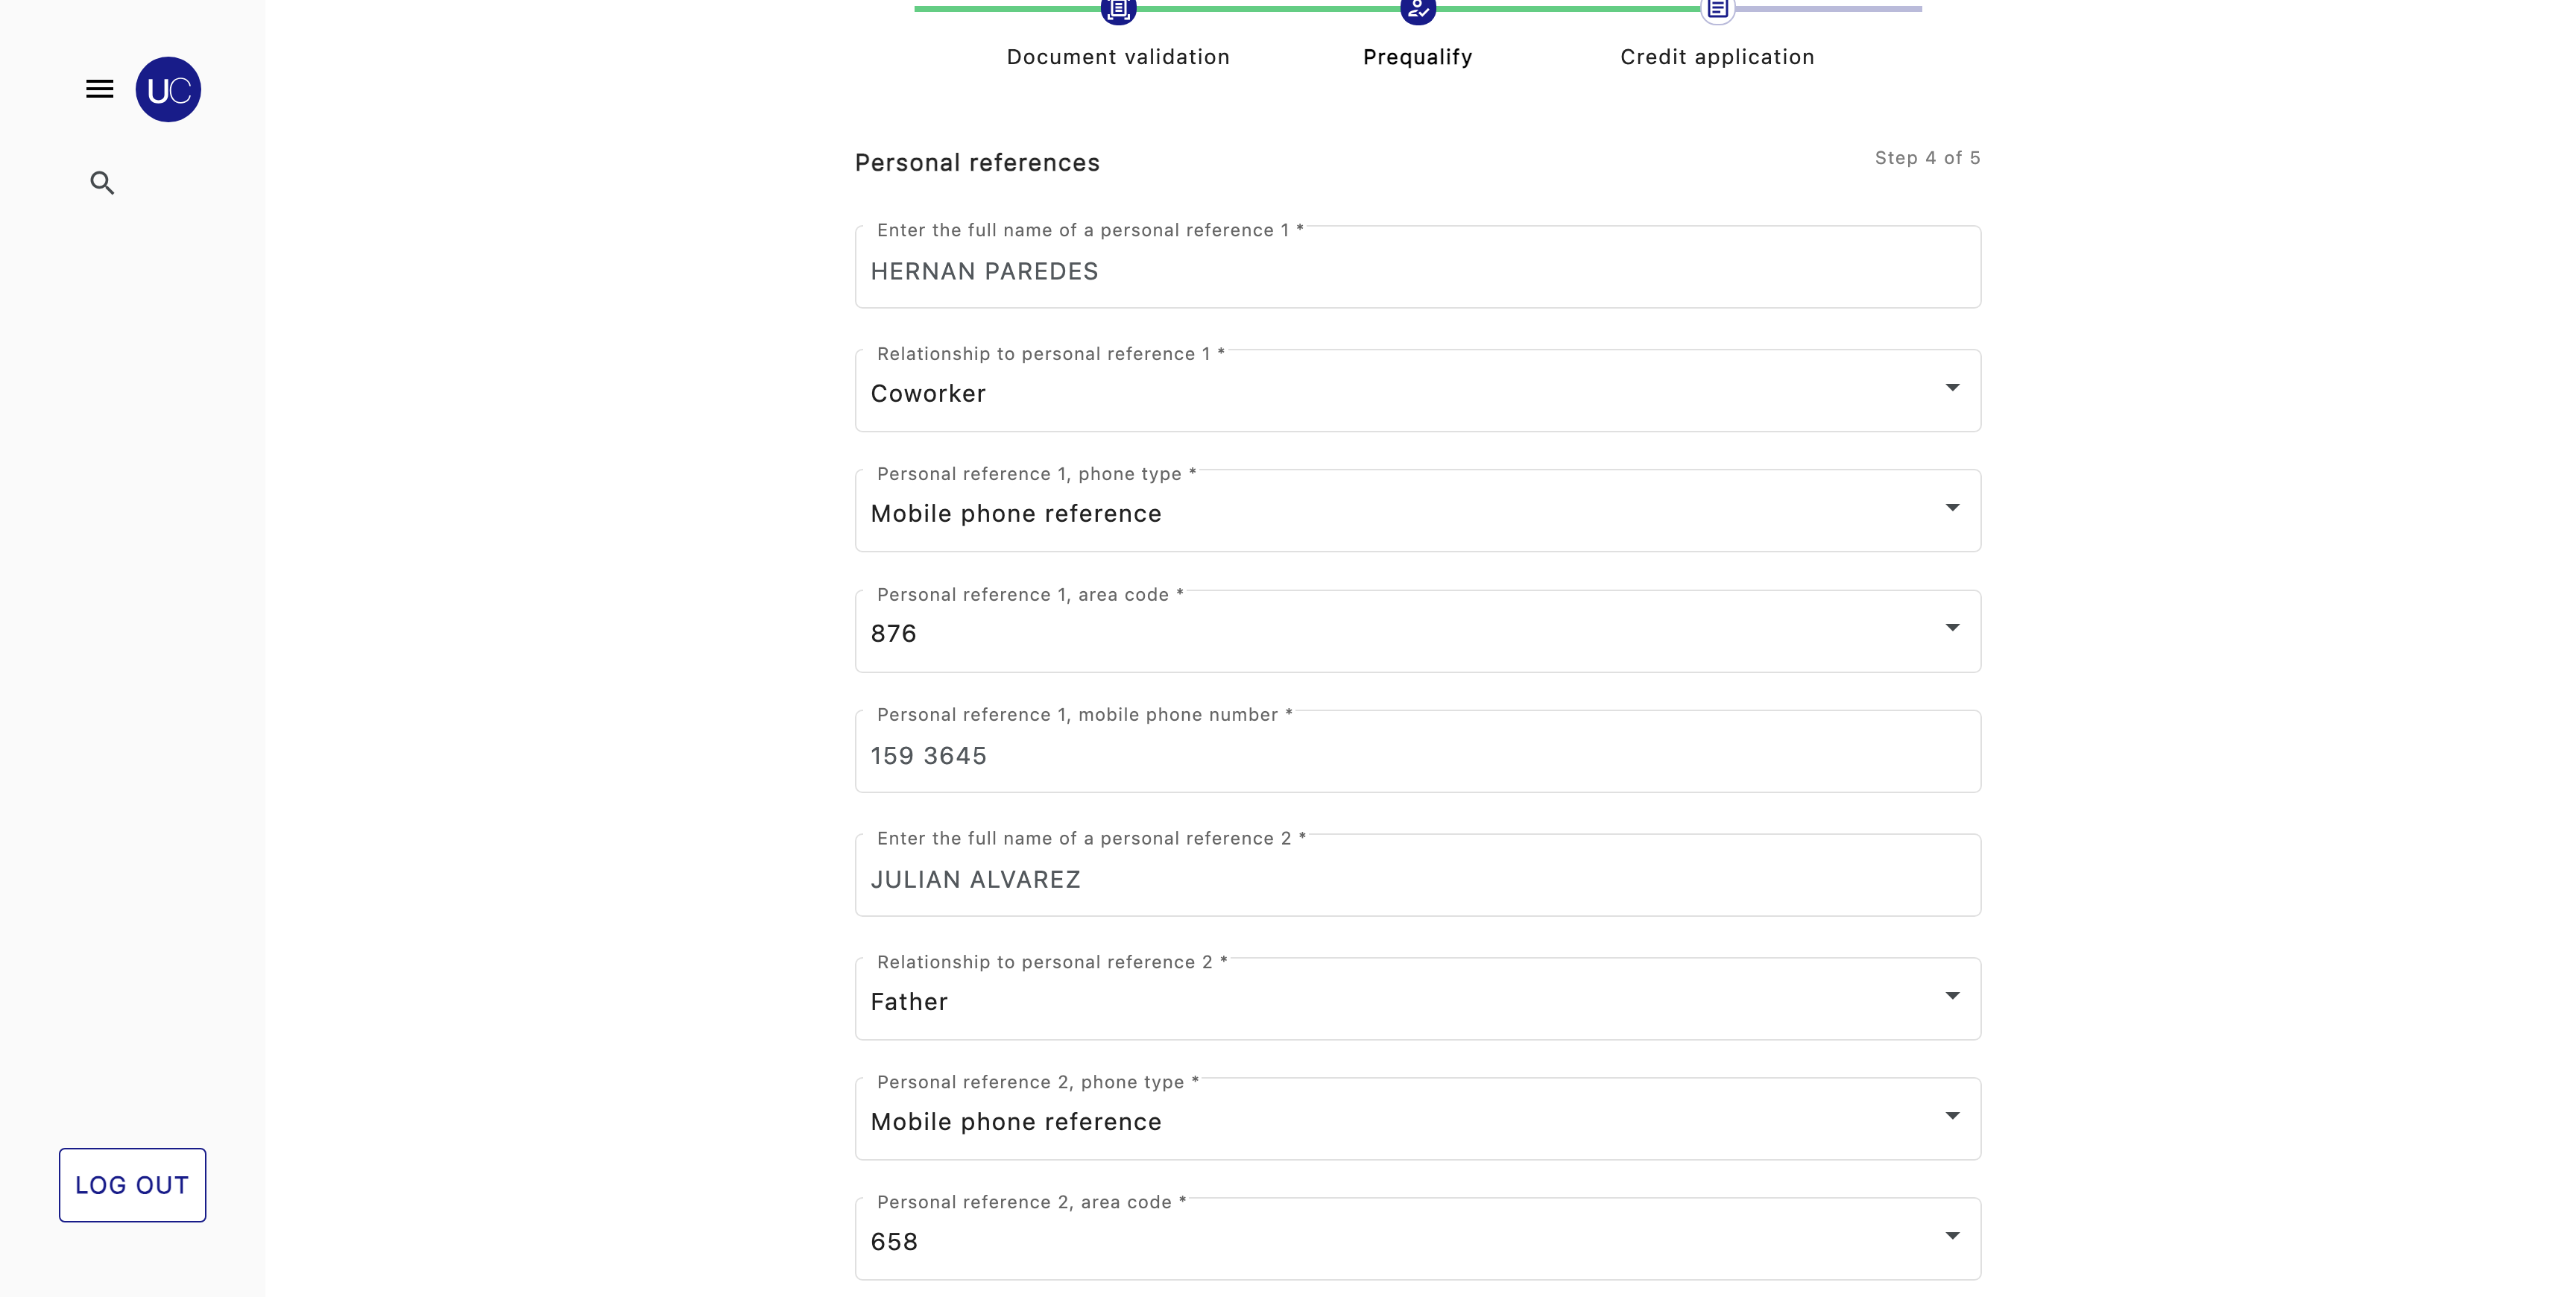 Document validation
Prequalify
Credit application
UC
Personal references
Step 4 of 5
Enter the full name of a personal reference 1 *
HERNAN PAREDES
Relationship to personal reference 1 *
Coworker
Personal reference 1, phone type *
Mobile phone reference
Personal reference 1, area code *
876
Personal reference 1, mobile phone number *
159 3645
Enter the full name of a personal reference 2 *
JULIAN ALVAREZ
Relationship to personal reference 2 *
Father
Personal reference 2, phone type *
Mobile phone reference
LOG OUT
Personal reference 2, area code *
658